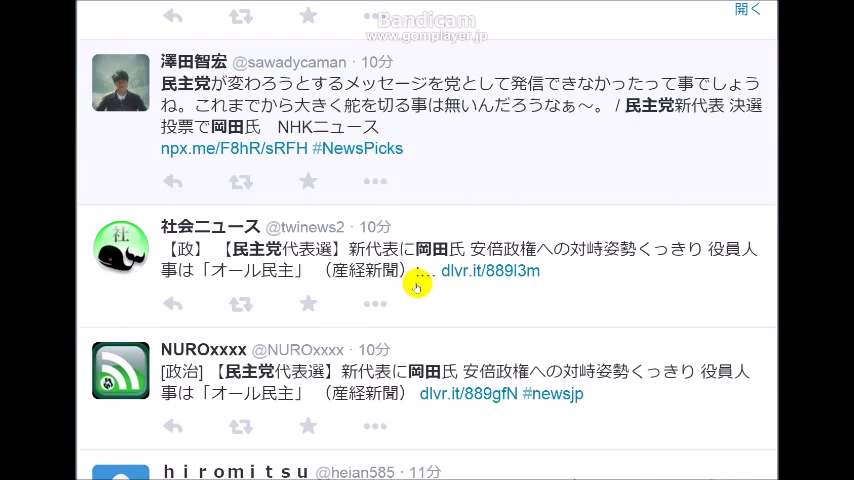 開く
Bandicam
www.gomplayer.jp
澤田智宏 @sawadycaman · 10分
民主党が変わろうとするメッセージを党として発信できなかったって事でしょう
ね。これまでから大きく舵を切る事は無いんだろうなぁ〜。 / 民主党新代表 決選
投票で岡田氏　NHKニュース
npx.me/F8hR/sRFH #NewsPicks
社
社会ニュース @twinews2 · 10分
【政】 【民主党代表選】新代表に岡田氏 安倍政権への対峙姿勢くっきり 役員人
事は「オール民主」 （産経新聞）:... dlvr.it/889l3m
NUROxxxx @NUROxxxx · 10分
[政治] 【民主党代表選】新代表に岡田氏 安倍政権への対峙姿勢くっきり 役員人
事は「オール民主」 （産経新聞） dlvr.it/889gfN #newsjp
ｈｉｒｏｍｉｔｓｕ @heian585 · 11分